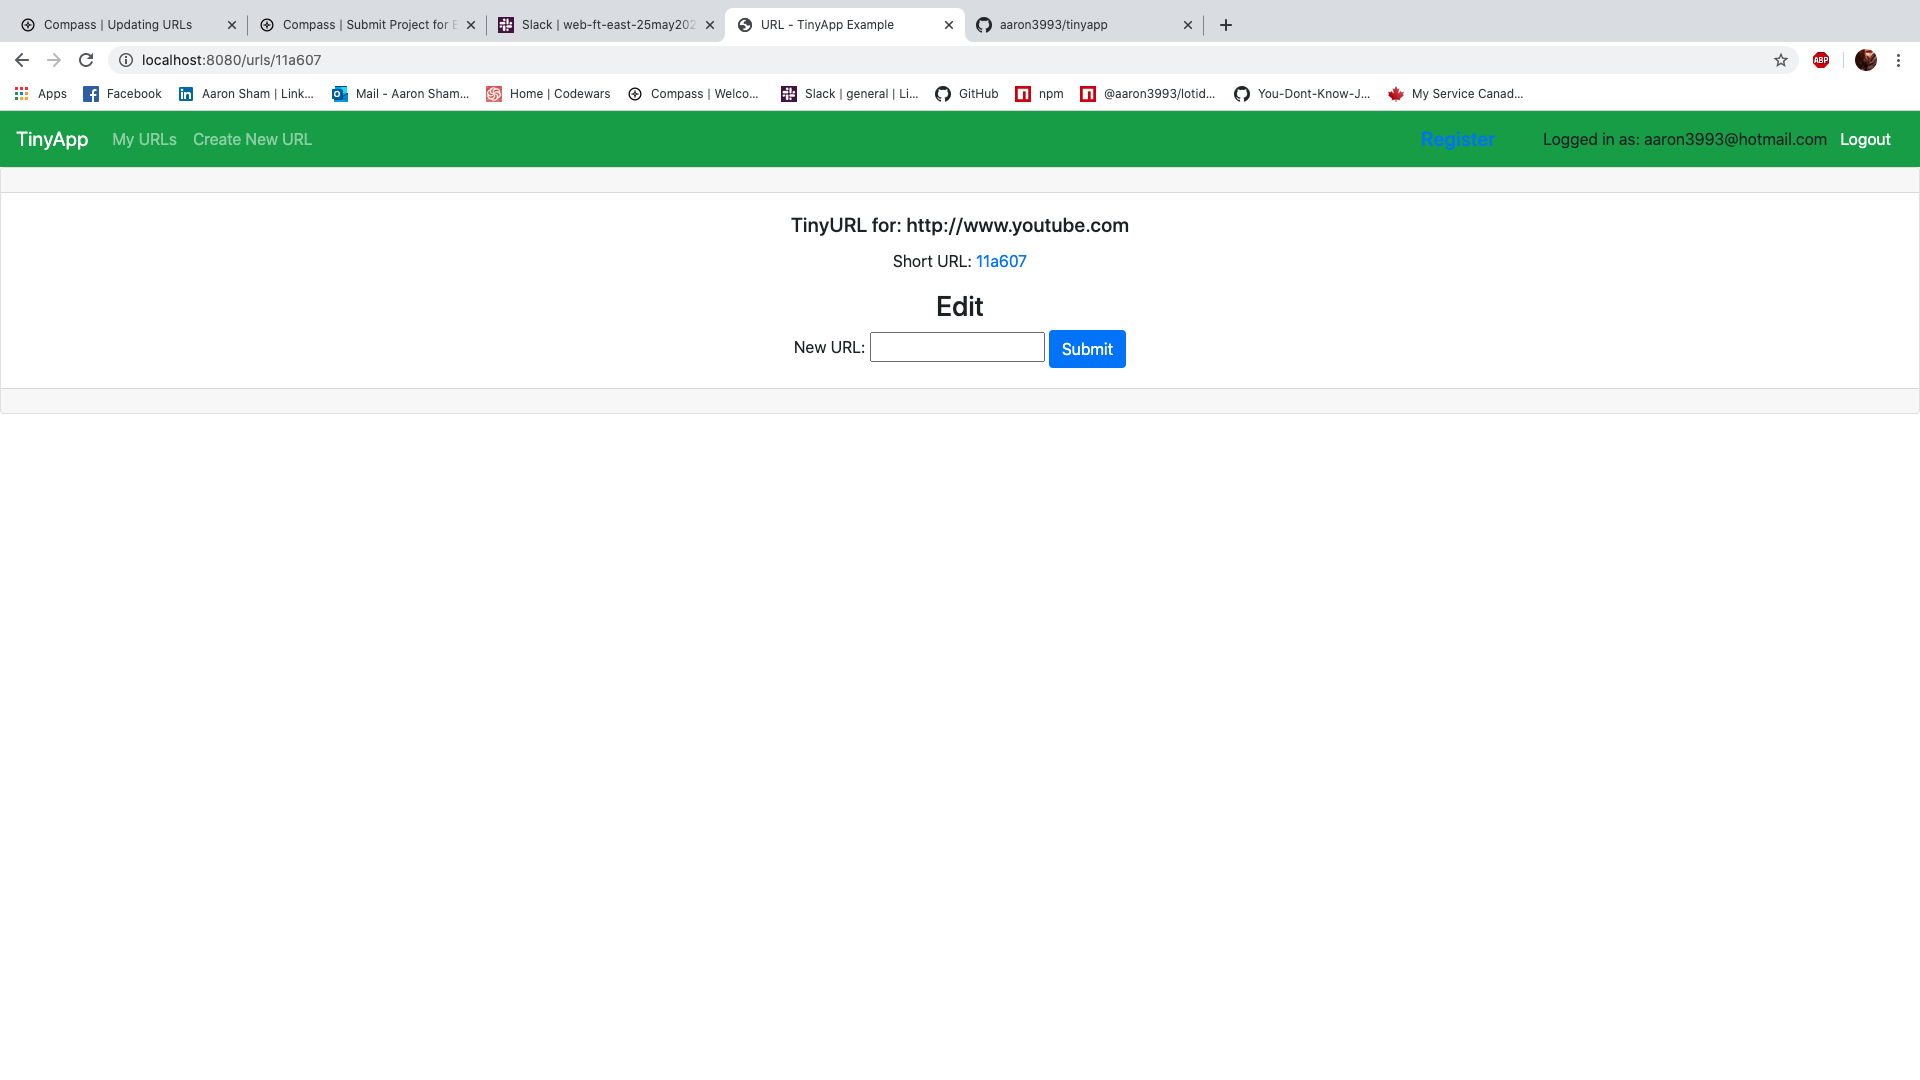 Compass | Updating URLs
Compass | Submit Project for E
Slack | web-ft-east-25may202
URL - TinyApp Example
aaron3993/tinyapp
localhost:8080/urls/11a607
ABP
Apps
Facebook
Aaron Sham | Link...
Mail - Aaron Sham...
Home | Codewars
Compass | Welco...
Slack | general | Li...
GitHub
npm
@aaron3993/lotid...
You-Dont-Know-J...
My Service Canad...
TinyApp My URLs Create New URL Register Logged in as: aaron3993@hotmail.com Logout
TinyURL for: http://www.youtube.com
Short URL: 11a607
Edit
New URL: Submit